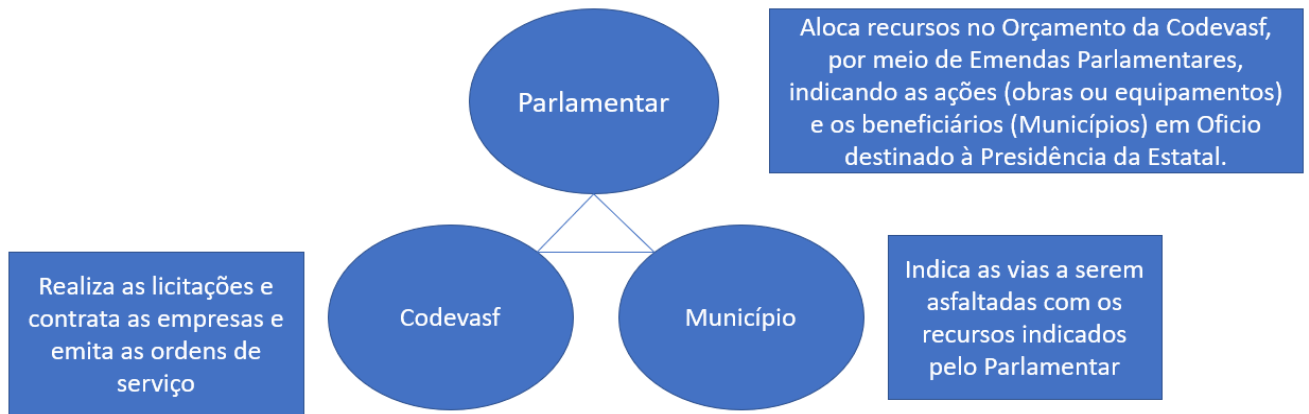 Parlamentar
Aloca recursos no Orçamento da Codevasf,
por meio de Emendas Parlamentares,
indicando as ações (obras ou equipamentos)
e os beneficiários (Municípios) em Oficio
destinado à Presidência da Estatal.
Realiza as licitações e
contrata as empresas e
emita as ordens de
serviço
Codevasf
Município
Indica as vias a serem
asfaltadas com os
recursos indicados
pelo Parlamentar